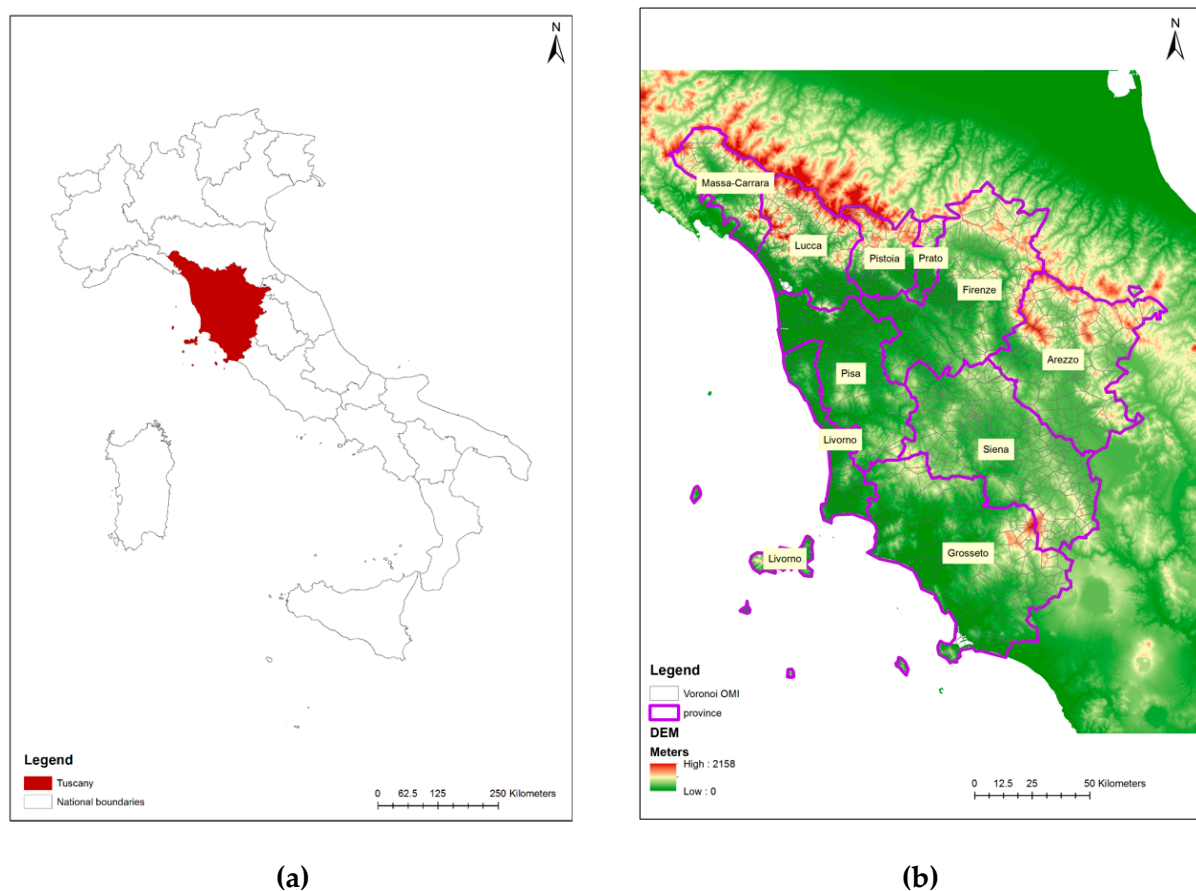 N
Legend
Tuscany
National boundaries
0 62.5 125 250 Kilometers
(a)
N
Massa-Carrara
Lucca
Pistoia
Prato
Firenze
Arezzo
Pisa
Livorno
Siena
Grosseto
Livorno
Legend
Voronoi OMI
province
DEM
Meters
High : 2158
Low : 0
0 12.5 25 50 Kilometers
(b)